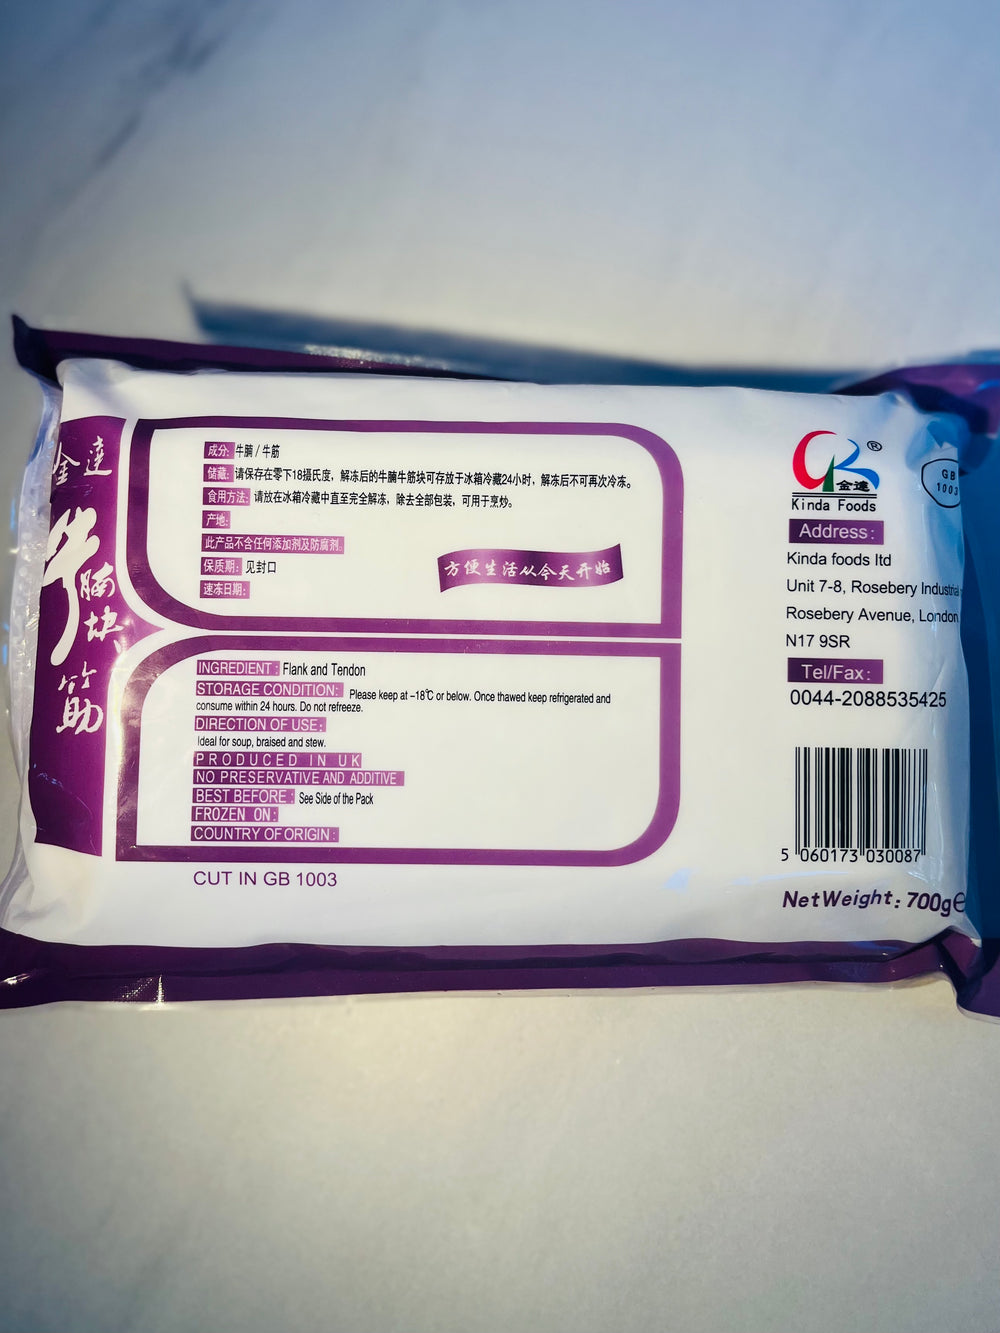 金達
牛腩块筋
成分: 牛腩 / 牛筋
储藏: 请保存在零下18摄氏度，解冻后的牛腩牛筋块可存放于冰箱冷藏24小时，解冻后不可再次冷冻。
食用方法: 请放在冰箱冷藏中直至完全解冻，除去全部包装，可用于烹炒。
产地:
此产品不含任何添加剂及防腐剂.
保质期: 见封口
速冻日期:
方便生活从今天开始
INGREDIENT : Flank and Tendon
STORAGE CONDITION: Please keep at –18℃ or below. Once thawed keep refrigerated and
consume within 24 hours. Do not refreeze.
DIRECTION OF USE:
Ideal for soup, braised and stew.
PRODUCED IN UK
NO PRESERVATIVE AND ADDITIVE
BEST BEFORE : See Side of the Pack
FROZEN ON:
COUNTRY OF ORIGIN:
CUT IN GB 1003
®
金達
Kinda Foods
GB
1003
Address:
Kinda foods ltd
Unit 7-8, Rosebery Industrial
Rosebery Avenue, London
N17 9SR
Tel/Fax:
0044-2088535425
5 060173 030087
Net Weight: 700g℮